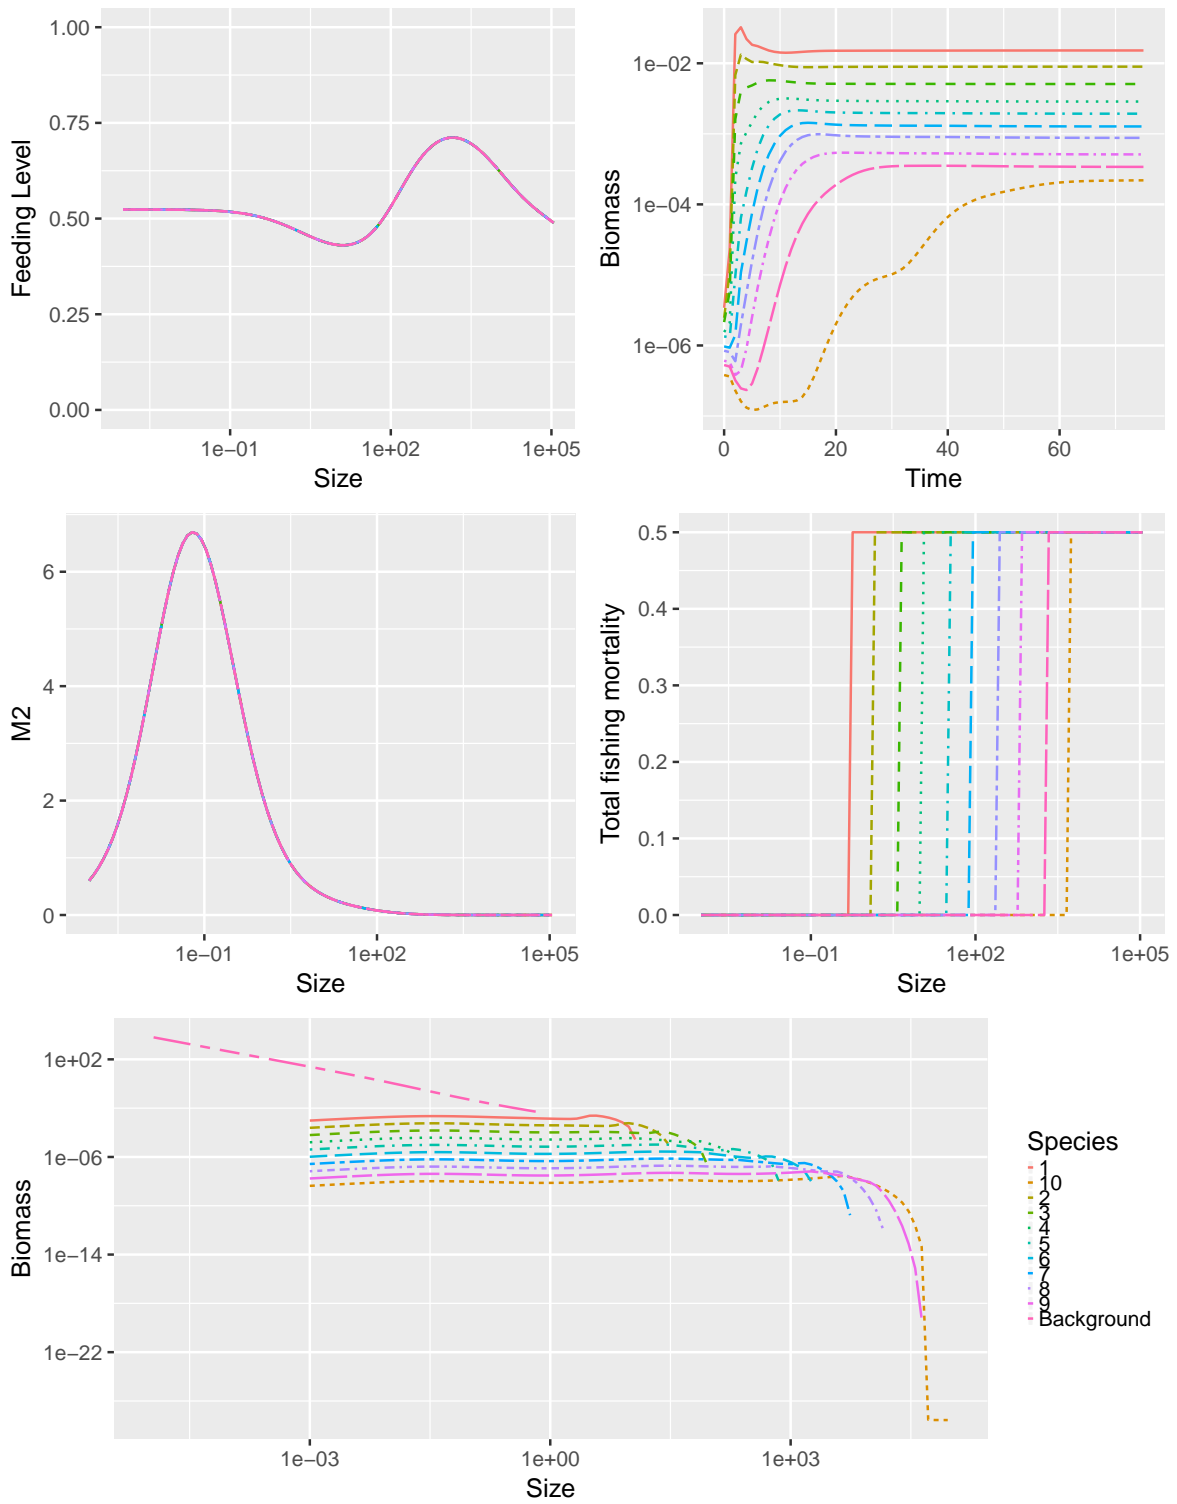 1.00
0.75
0.50
0.25
0.00
Feeding Level
1e−01
1e+02
1e+05
Size
1e−02
1e−04
1e−06
Biomass
0
20
40
60
Time
6
4
2
0
M2
1e−01
1e+02
1e+05
Size
0.5
0.4
0.3
0.2
0.1
0.0
Total fishing mortality
1e−01
1e+02
1e+05
Size
1e+02
1e−06
1e−14
1e−22
Biomass
1e−03
1e+00
1e+03
Size
Species
1
10
2
3
4
5
6
7
8
9
Background